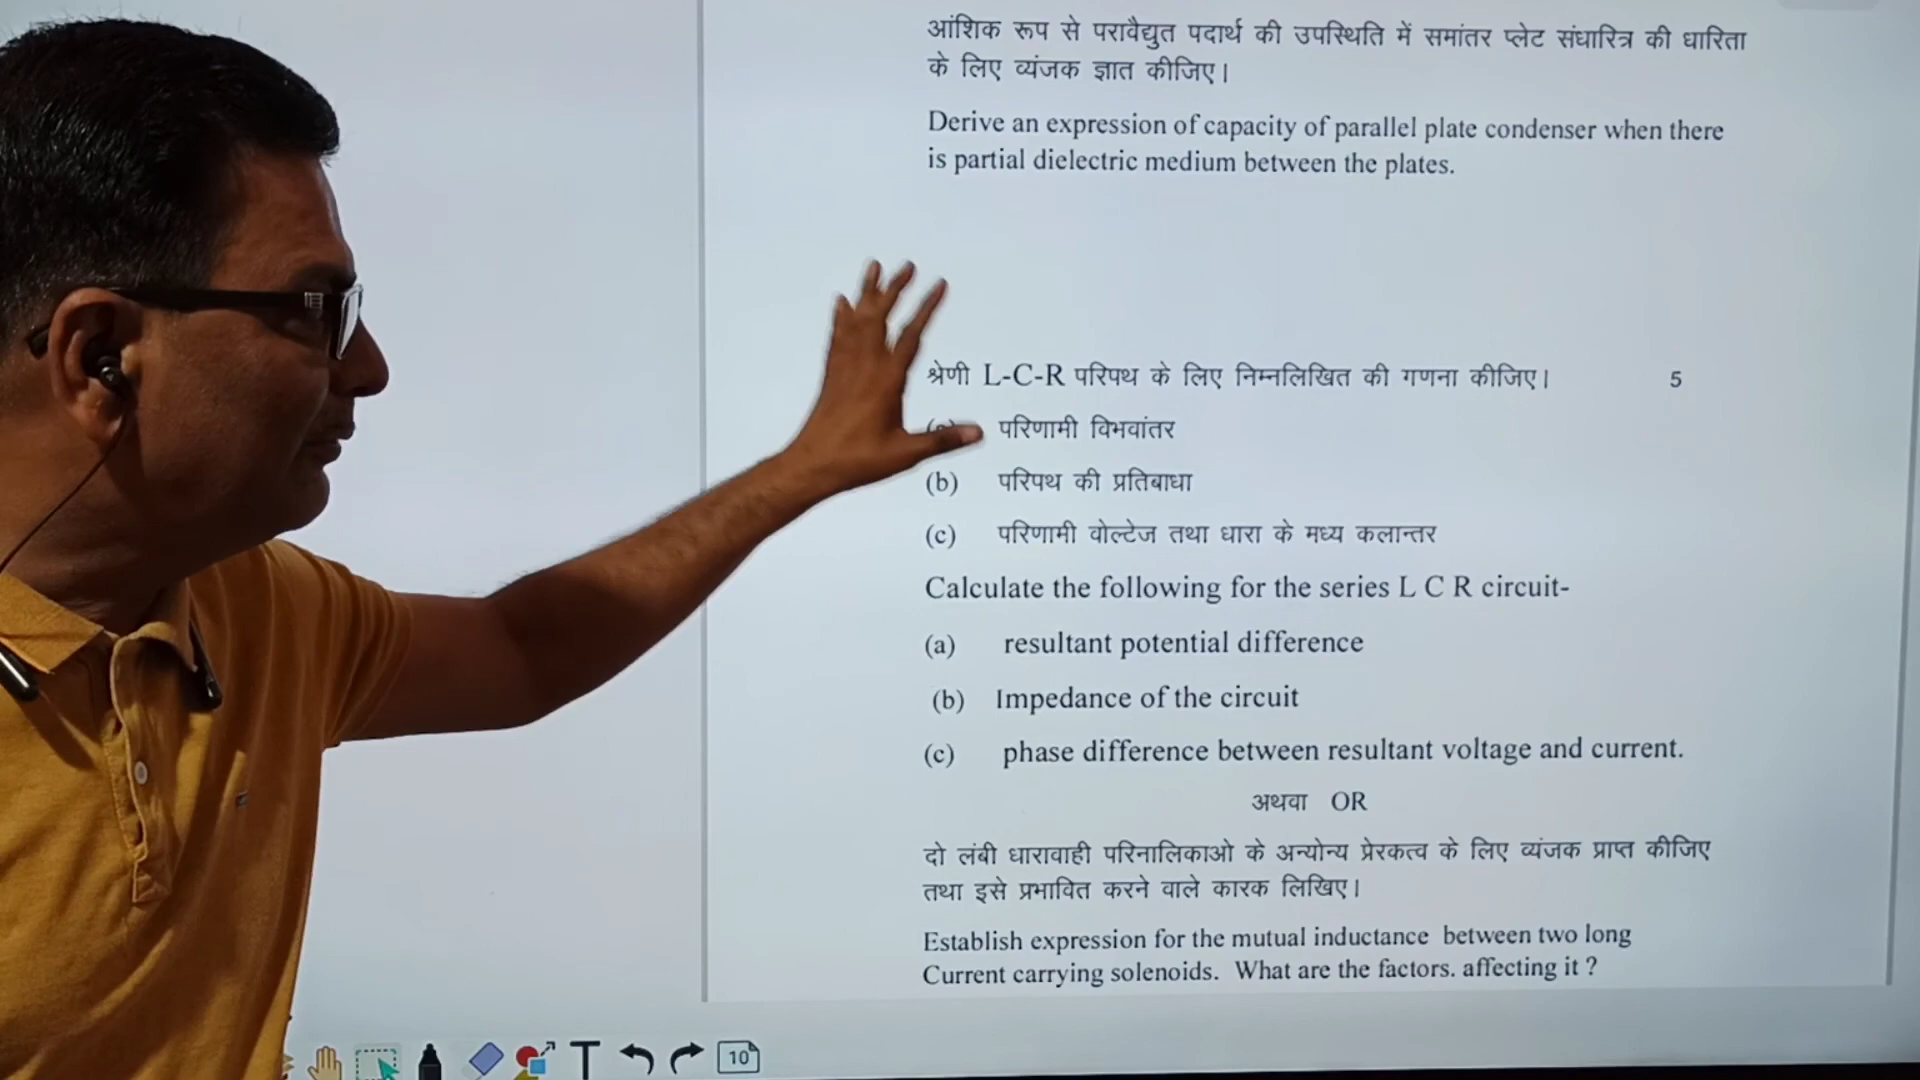 आंशिक रूप से परावैद्युत पदार्थ की उपस्थिति में समांतर प्लेट संधारित्र की धारिता
के लिए व्यंजक ज्ञात कीजिए।
Derive an expression of capacity of parallel plate condenser when there
is partial dielectric medium between the plates.
श्रेणी L-C-R परिपथ के लिए निम्नलिखित की गणना कीजिए। 5
परिणामी विभवांतर
(b) परिपथ की प्रतिबाधा
(c) परिणामी वोल्टेज तथा धारा के मध्य कलान्तर
Calculate the following for the series L C R circuit-
(a) resultant potential difference
(b) Impedance of the circuit
(c) phase difference between resultant voltage and current.
अथवा OR
दो लंबी धारावाही परिनालिकाओ के अन्योन्य प्रेरकत्व के लिए व्यंजक प्राप्त कीजिए
तथा इसे प्रभावित करने वाले कारक लिखिए।
Establish expression for the mutual inductance between two long
Current carrying solenoids. What are the factors. affecting it ?
T 10